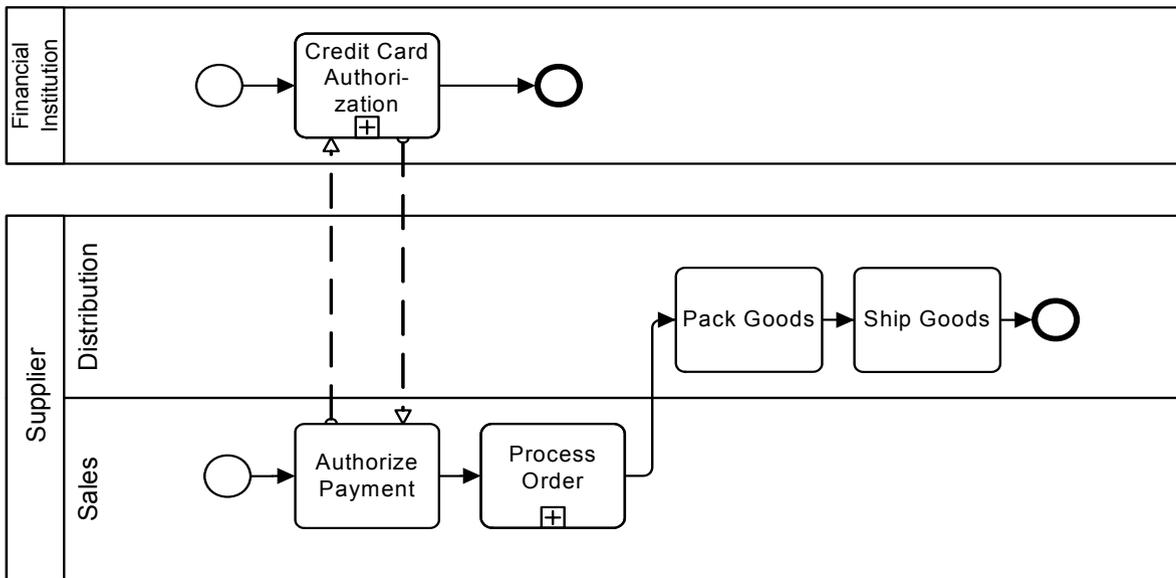 Financial
Institution
Credit Card
Authori-
zation
Supplier
Distribution
Pack Goods
Ship Goods
Sales
Authorize
Payment
Process
Order